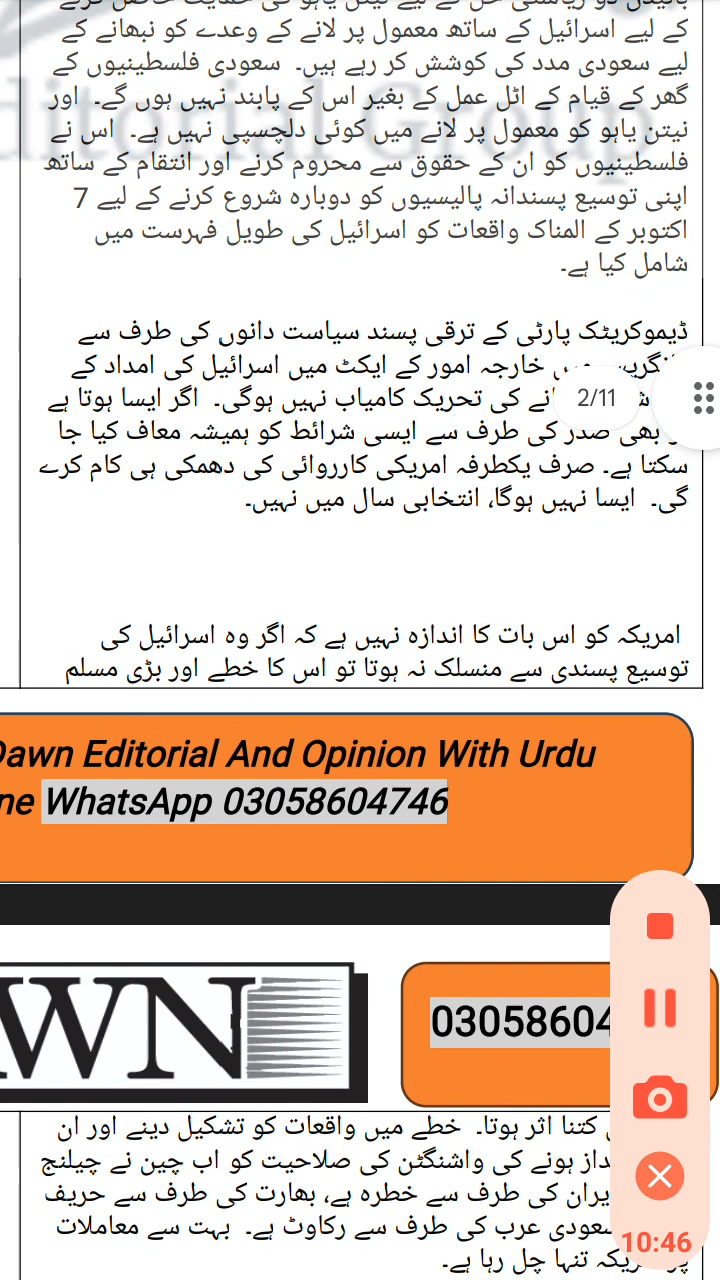 کے لیے اسرائیل کے ساتھ معمول پر لانے کے وعدے کو نبھانے کے
لیے سعودی مدد کی کوشش کر رہے ہیں۔ سعودی فلسطینیوں کے
گھر کے قیام کے اٹل عمل کے بغیر اس کے پابند نہیں ہوں گے۔ اور
نیتن یاہو کو معمول پر لانے میں کوئی دلچسپی نہیں ہے۔ اس نے
فلسطینیوں کو ان کے حقوق سے محروم کرنے اور انتقام کے ساتھ
اپنی توسیع پسندانہ پالیسیوں کو دوبارہ شروع کرنے کے لیے 7
اکتوبر کے المناک واقعات کو اسرائیل کی طویل فہرست میں
شامل کیا ہے۔
ditorial Group
ڈیموکریٹک پارٹی کے ترقی پسند سیاست دانوں کی طرف سے
خارجہ امور کے ایکٹ میں اسرائیل کی امداد کے
کی تحریک کامیاب نہیں ہوگی۔ اگر ایسا ہوتا ہے
2/11
بھی صدر کی طرف سے ایسی شرائط کو ہمیشہ معاف کیا جا
سکتا ہے۔ صرف یکطرفہ امریکی کارروائی کی دھمکی ہی کام کرے
گی۔ ایسا نہیں ہوگا، انتخابی سال میں نہیں۔
امریکہ کو اس بات کا اندازہ نہیں ہے کہ اگر وہ اسرائیل کی
توسیع پسندی سے منسلک نہ ہوتا تو اس کا خطے اور بڑی مسلم
Dawn Editorial And Opinion With Urdu
ne WhatsApp 03058604746
WN
03058604
کتنا اثر ہوتا۔ خطے میں واقعات کو تشکیل دینے اور ان
ہونے کی واشنگٹن کی صلاحیت کو اب چین نے چیلنج
ایران کی طرف سے خطرہ ہے، بھارت کی طرف سے حریف
سعودی عرب کی طرف سے رکاوٹ ہے۔ بہت سے معاملات
تنہا چل رہا ہے۔
10:46